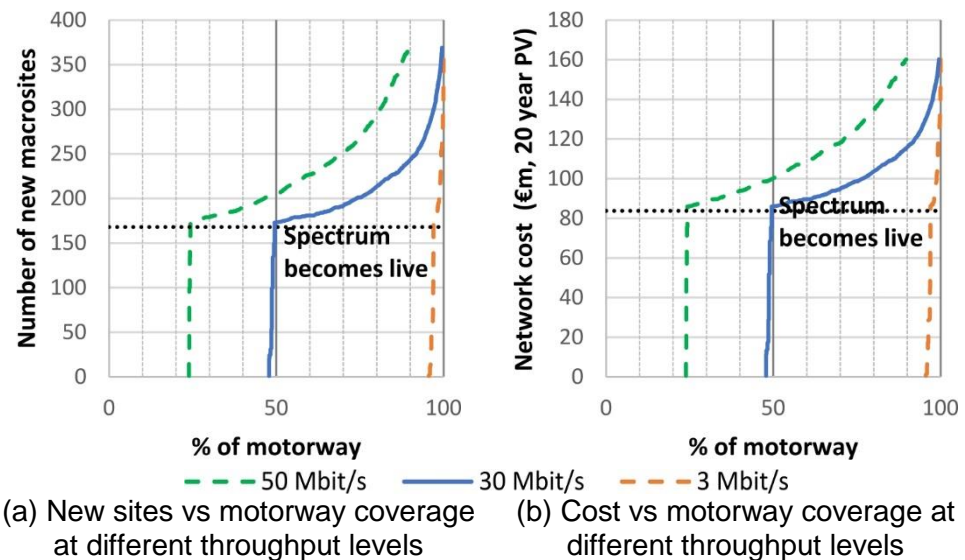 Number of new macrosites
400
350
300
250
200
150
100
50
0
Spectrum
becomes live
0
50
100
% of motorway
Network cost (€m, 20 year PV)
180
160
140
120
100
80
60
40
20
0
Spectrum
becomes live
0
50
100
% of motorway
50 Mbit/s
30 Mbit/s
3 Mbit/s
(a) New sites vs motorway coverage
at different throughput levels
(b) Cost vs motorway coverage at
different throughput levels